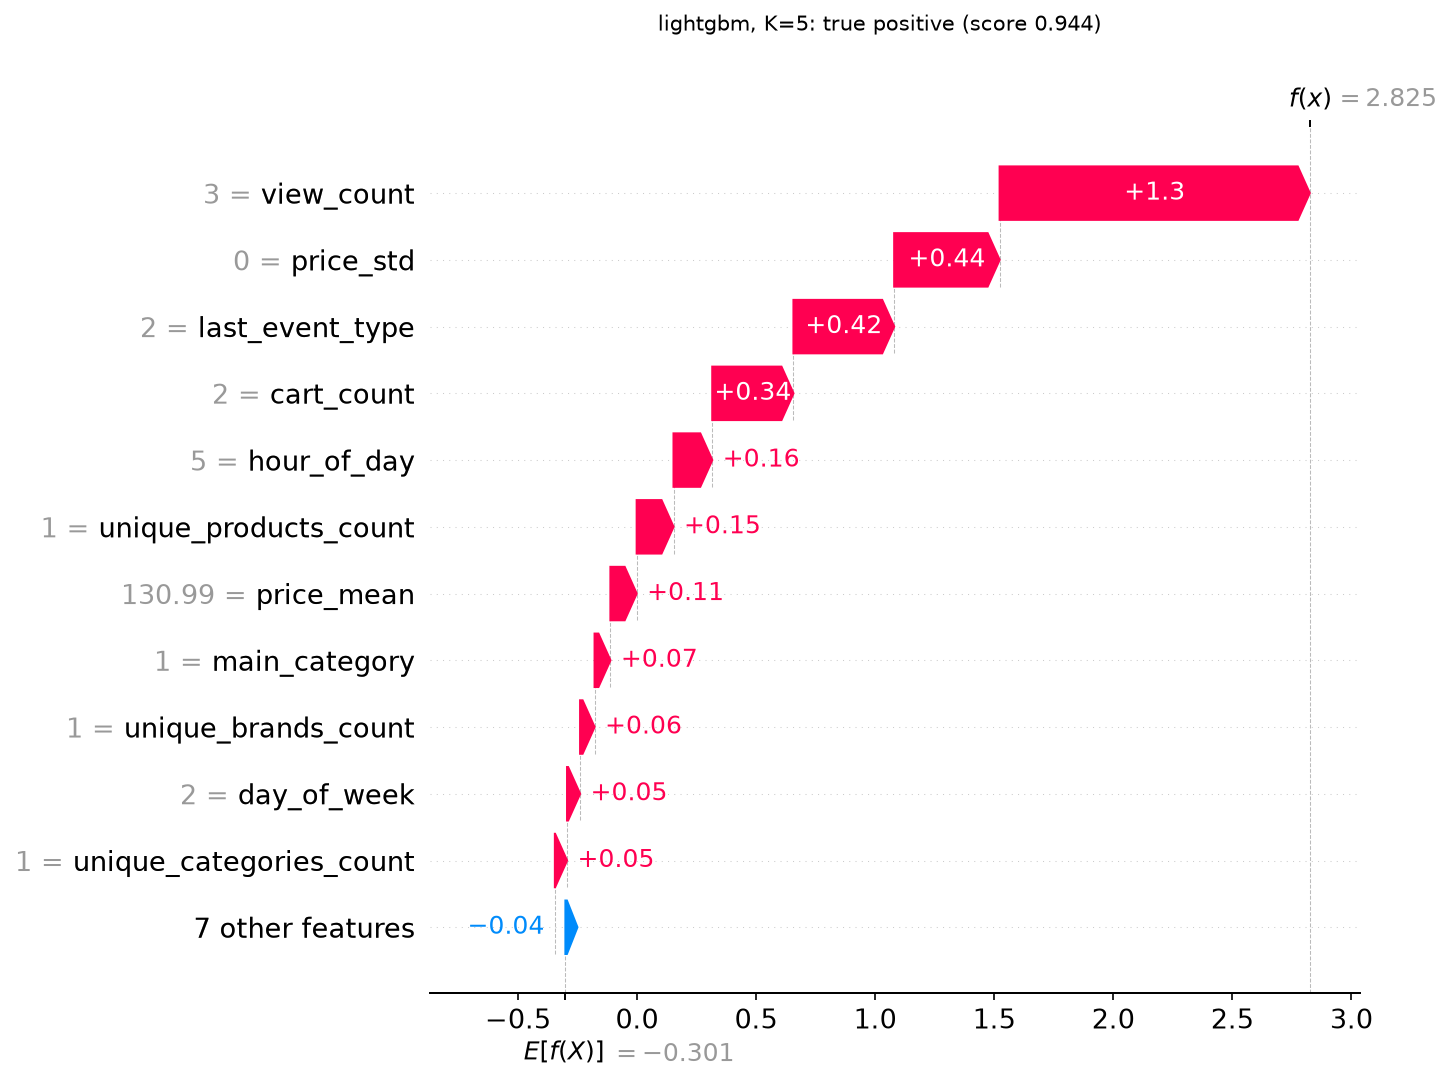 lightgbm, K=5: true positive (score 0.944)
f(x) = 2.825
3 = view_count
+1.3
0 = price_std
+0.44
2 = last_event_type
+0.42
2 = cart_count
+0.34
5 = hour_of_day
+0.16
1 = unique_products_count
+0.15
130.99 = price_mean
+0.11
1 = main_category
+0.07
1 = unique_brands_count
+0.06
2 = day_of_week
+0.05
1 = unique_categories_count
+0.05
7 other features
−0.04
−0.5 0.0 0.5 1.0 1.5 2.0 2.5 3.0
E[f(X)] = −0.301